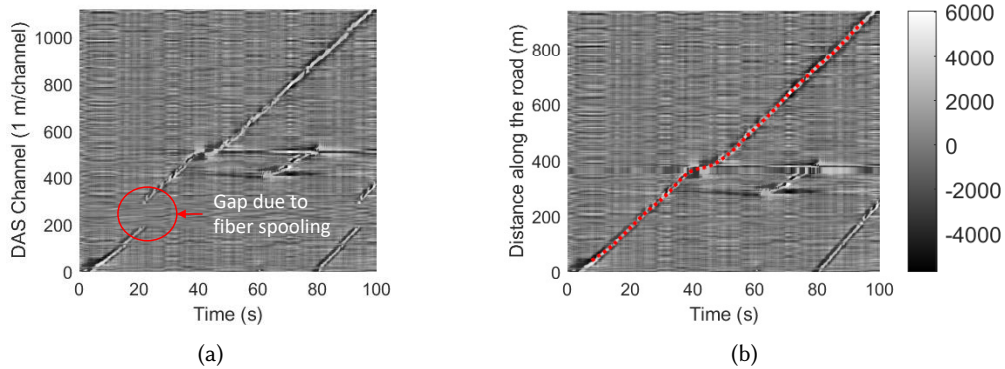 DAS Channel (1 m/channel)
1000
800
600
400
200
0
Gap due to
fiber spooling
0 20 40 60 80 100
Time (s)
(a)
Distance along the road (m)
800
600
400
200
0
0 20 40 60 80 100
Time (s)
(b)
6000
4000
2000
0
-2000
-4000